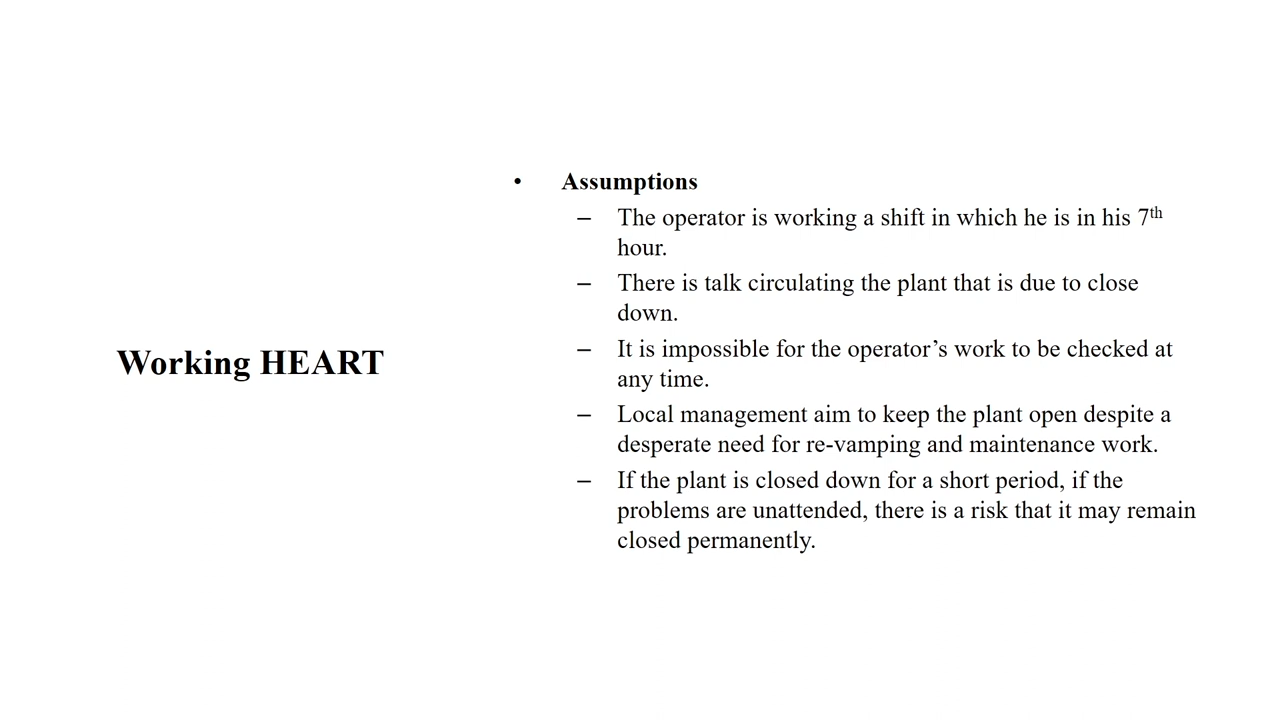 Working HEART
• Assumptions
– The operator is working a shift in which he is in his 7th
hour.
– There is talk circulating the plant that is due to close
down.
– It is impossible for the operator’s work to be checked at
any time.
– Local management aim to keep the plant open despite a
desperate need for re-vamping and maintenance work.
– If the plant is closed down for a short period, if the
problems are unattended, there is a risk that it may remain
closed permanently.